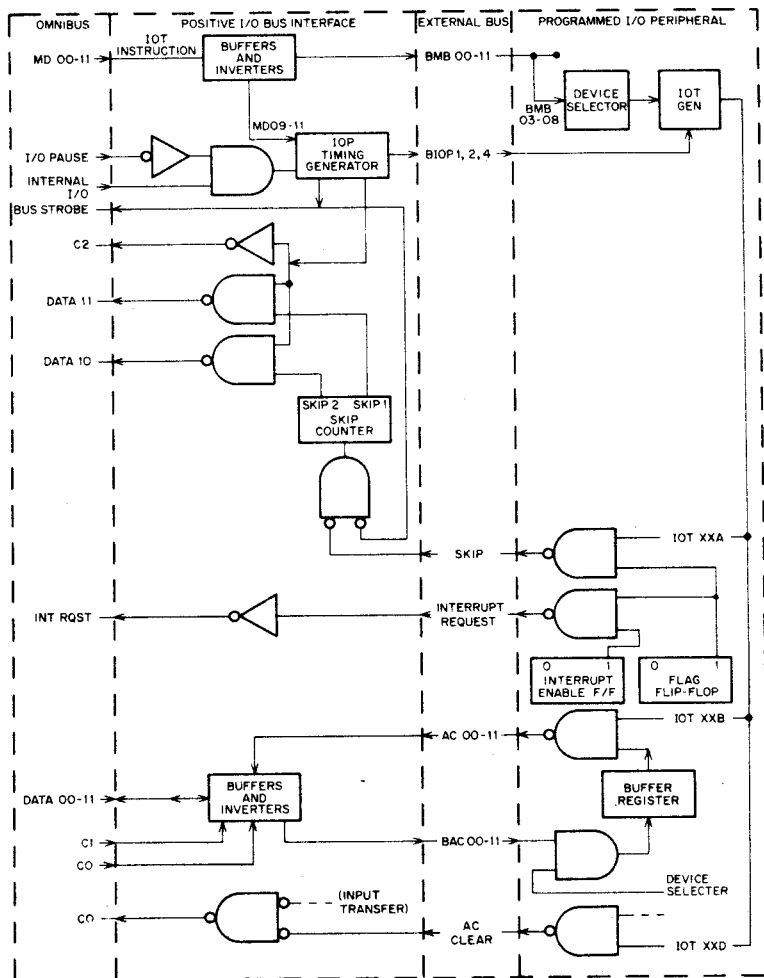 OMNIBUS
POSITIVE I/O BUS INTERFACE
EXTERNAL BUS
PROGRAMMED I/O PERIPHERAL
MD 00-11
IOT
INSTRUCTION
BUFFERS
AND
INVERTERS
BMB 00-11
BMB
03-08
DEVICE
SELECTOR
IOT
GEN
MD09-11
I/O PAUSE
INTERNAL
I/O
IOP
TIMING
GENERATOR
BIOP 1, 2, 4
BUS STROBE
C2
DATA 11
DATA 10
SKIP 2 SKIP 1
SKIP
COUNTER
SKIP
IOT XXA
INT RQST
INTERRUPT
REQUEST
0 1
INTERRUPT
ENABLE F/F
0 1
FLAG
FLIP-FLOP
AC 00-11
IOT XXB
DATA 00-11
BUFFERS
AND
INVERTERS
BUFFER
REGISTER
C1
C0
BAC 00-11
DEVICE
SELECTER
CO
(INPUT
TRANSFER)
AC
CLEAR
IOT XXD